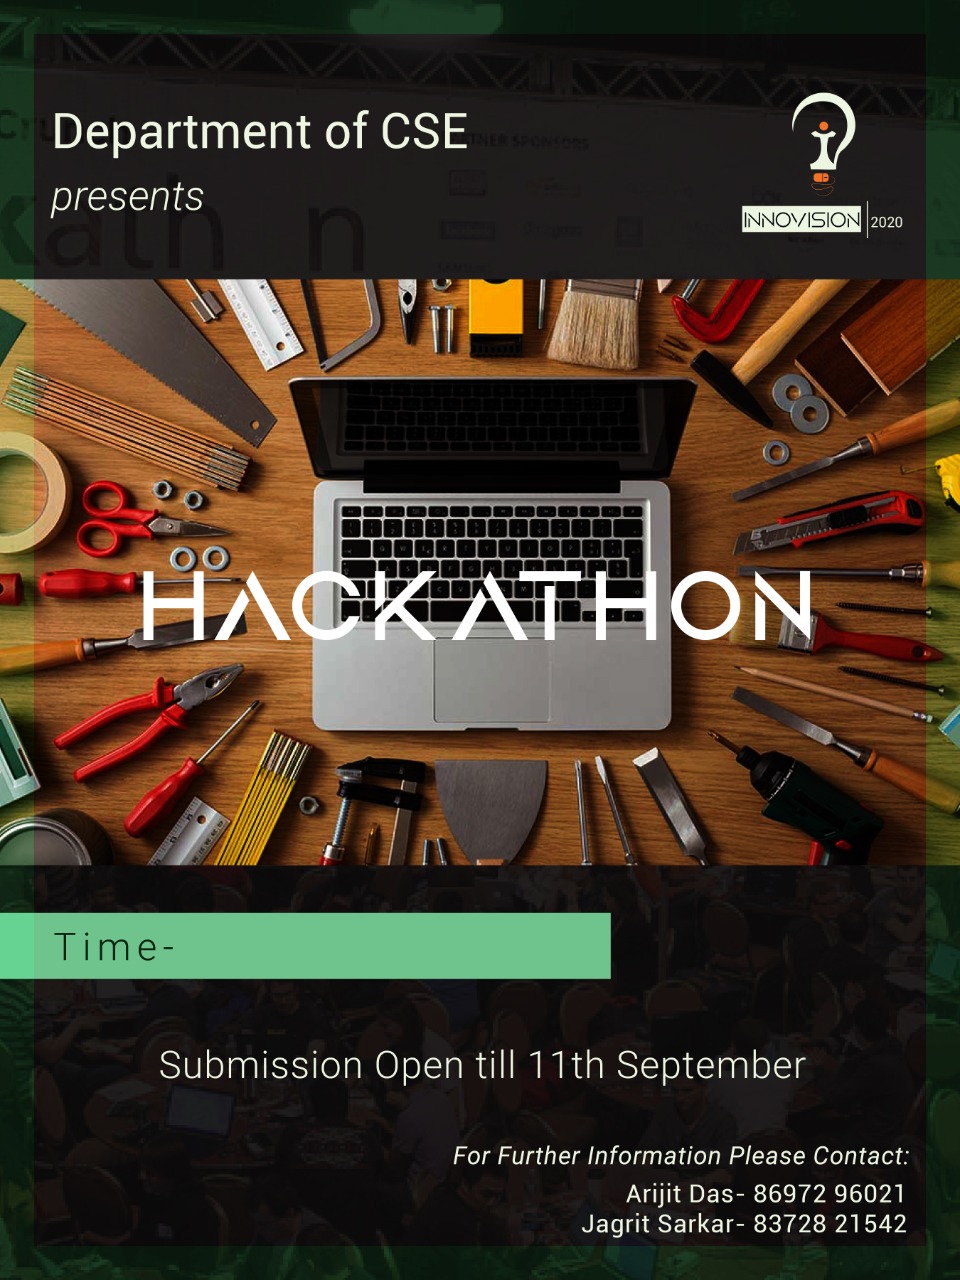 Department of CSE
presents
INNOVISION 2020
HACKATHON
Time-
Submission Open till 11th September
For Further Information Please Contact:
Arijit Das- 86972 96021
Jagrit Sarkar- 83728 21542